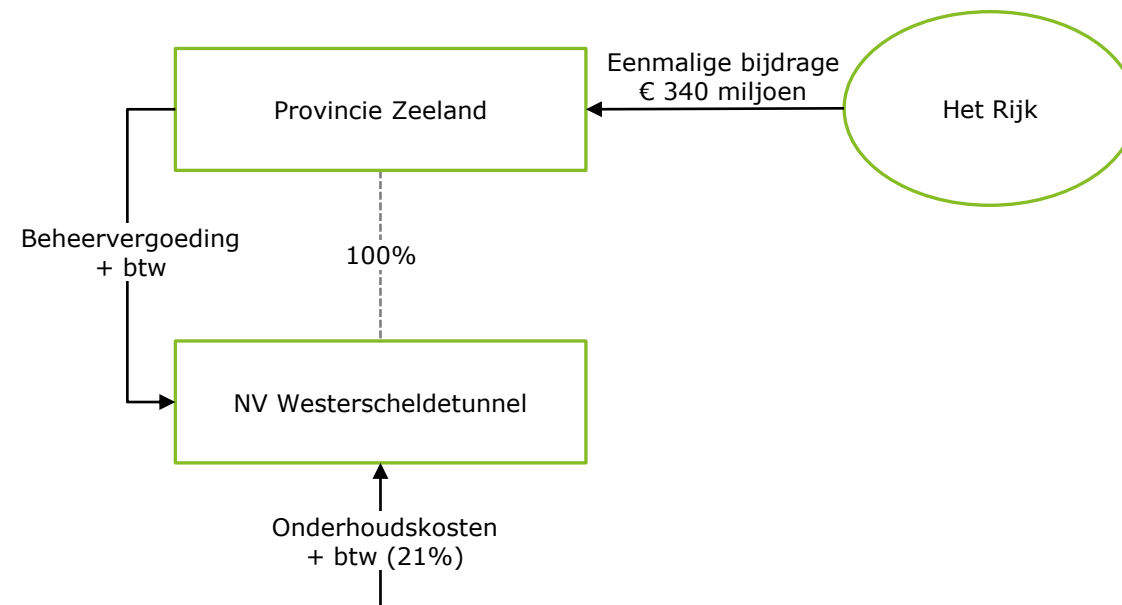 Eenmalige bijdrage
€ 340 miljoen
Provincie Zeeland
Het Rijk
Beheervergoeding
+ btw
100%
NV Westerscheldetunnel
Onderhoudskosten
+ btw (21%)